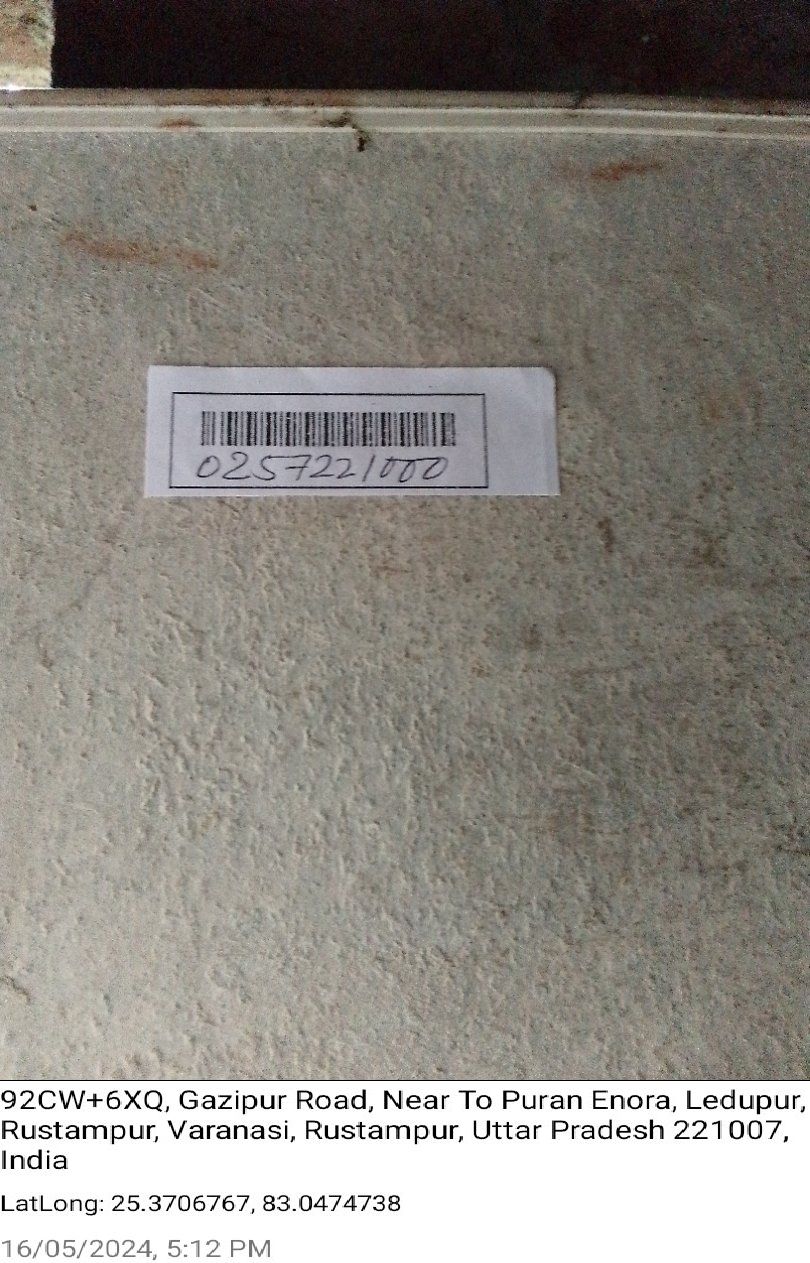 0257221000
92CW+6XQ, Gazipur Road, Near To Puran Enora, Ledupur,
Rustampur, Varanasi, Rustampur, Uttar Pradesh 221007,
India
LatLong: 25.3706767, 83.0474738
16/05/2024, 5:12 PM